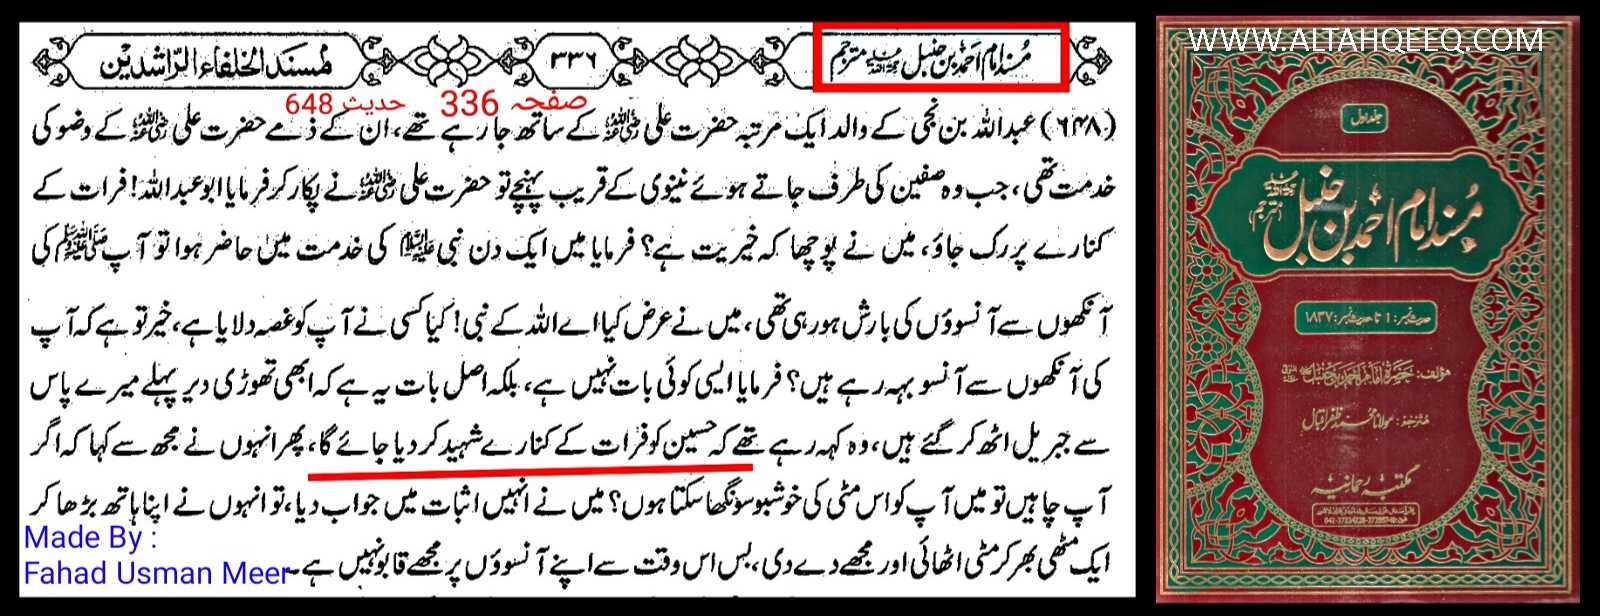 مُسند امام احمد بن حنبل مترجم
۳۳۶
مُسند الخلفاء الراشدین
صفحہ 336
حدیث 648
(۶۴۸) عبداللہ بن نجی کے والد ایک مرتبہ حضرت علی رضی اللہ عنہ کے ساتھ جا رہے تھے، ان کے ذمے حضرت علی رضی اللہ عنہ کے وضو کی
خدمت تھی، جب وہ صفین کی طرف جاتے ہوئے نینوی کے قریب پہنچے تو حضرت علی رضی اللہ عنہ نے پکار کر فرمایا ابوعبداللہ! فرات کے
کنارے پر رک جاؤ، میں نے پوچھا کہ خیریت ہے؟ فرمایا میں ایک دن نبی علیہ السلام کی خدمت میں حاضر ہوا تو آپ ﷺ کی
آنکھوں سے آنسوؤں کی بارش ہو رہی تھی، میں نے عرض کیا اے اللہ کے نبی! کیا کسی نے آپ کو غصہ دلایا ہے، خیر تو ہے کہ آپ
کی آنکھوں سے آنسو بہہ رہے ہیں؟ فرمایا ایسی کوئی بات نہیں ہے، بلکہ اصل بات یہ ہے کہ ابھی تھوڑی دیر پہلے میرے پاس
سے جبریل اٹھ کر گئے ہیں، وہ کہہ رہے تھے کہ حسین کو فرات کے کنارے شہید کر دیا جائے گا، پھر انہوں نے مجھ سے کہا کہ اگر
آپ چاہیں تو میں آپ کو اس مٹی کی خوشبو سونگھا سکتا ہوں؟ میں نے انہیں اثبات میں جواب دیا، تو انہوں نے اپنا ہاتھ بڑھا کر
ایک مٹھی بھر کر مٹی اٹھائی اور مجھے دے دی، بس اس وقت سے اپنے آنسوؤں پر مجھے قابو نہیں ہے۔
Made By :
Fahad Usman Meer
WWW.ALTAHQEEQ.COM
جلد اول
مُسند امام احمد بن حنبل
(مترجم)
حدیث نمبر: ۱ تا حدیث نمبر: ۱۸۳۷
مؤلف: حضرۃ امام احمد بن حنبل
مترجم: مولانا محمد ظفر اقبال
مکتبہ رحمانیہ